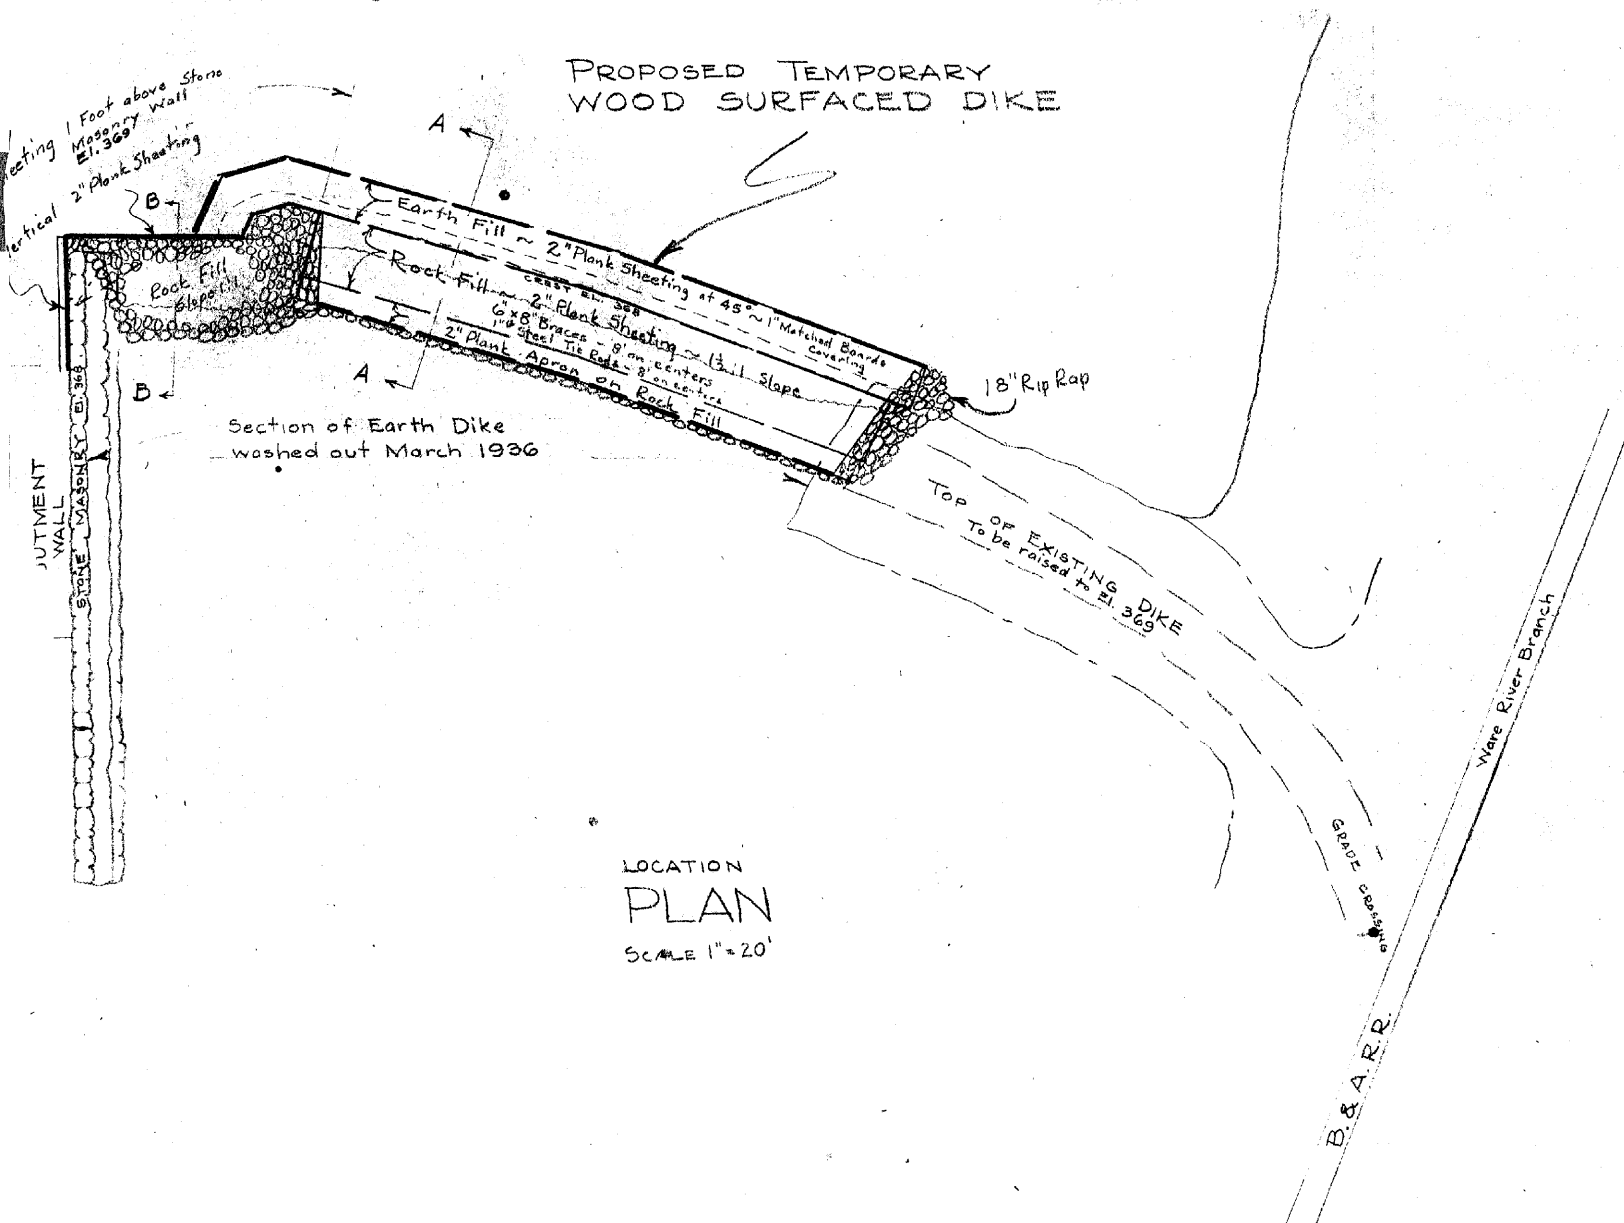 PROPOSED TEMPORARY
WOOD SURFACED DIKE
eeting 1 Foot above Stone
Masonry Wall
El. 369
ertical 2" Plank Sheeting
A
B
Earth Fill ~ 2" Plank Sheeting at 45° ~ 1" Matched Boards
Covering
Rock Fill
Slope 1:1
CREST EL. 368
Rock Fill ~ 2" Plank Sheeting ~ 1½:1 Slope
6"x8" Braces - 8' on centers
1"ϕ Steel Tie Rods - 8' on centers
2" Plank Apron on Rock Fill
A
B
18" Rip Rap
Section of Earth Dike
washed out March 1936
JUTMENT
WALL
STONE MASONRY El. 368
TOP OF EXISTING DIKE
To be raised to El. 369
Ware River Branch
GRADE CROSSING
LOCATION
PLAN
SCALE 1"=20'
B. & A. R.R.